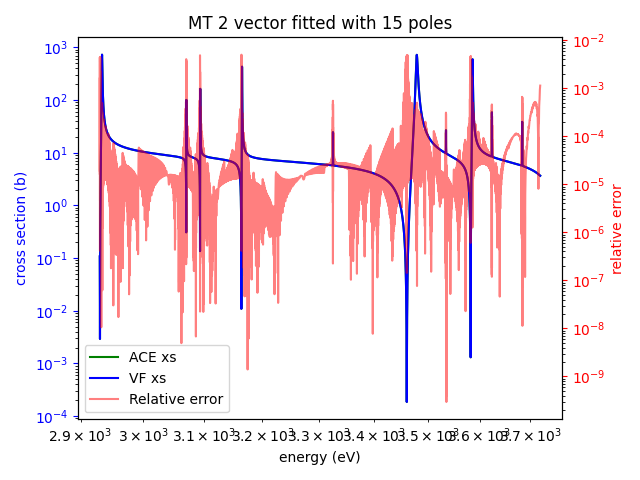 MT 2 vector fitted with 15 poles
10³
10²
10¹
10⁰
10⁻¹
10⁻²
10⁻³
10⁻⁴
cross section (b)
10⁻²
10⁻³
10⁻⁴
10⁻⁵
10⁻⁶
10⁻⁷
10⁻⁸
10⁻⁹
relative error
ACE xs
VF xs
Relative error
2.9 × 10³ 3 × 10³ 3.1 × 10³ 3.2 × 10³ 3.3 × 10³ 3.4 × 10³ 3.5 × 10³ 3.6 × 10³ 3.7 × 10³
energy (eV)